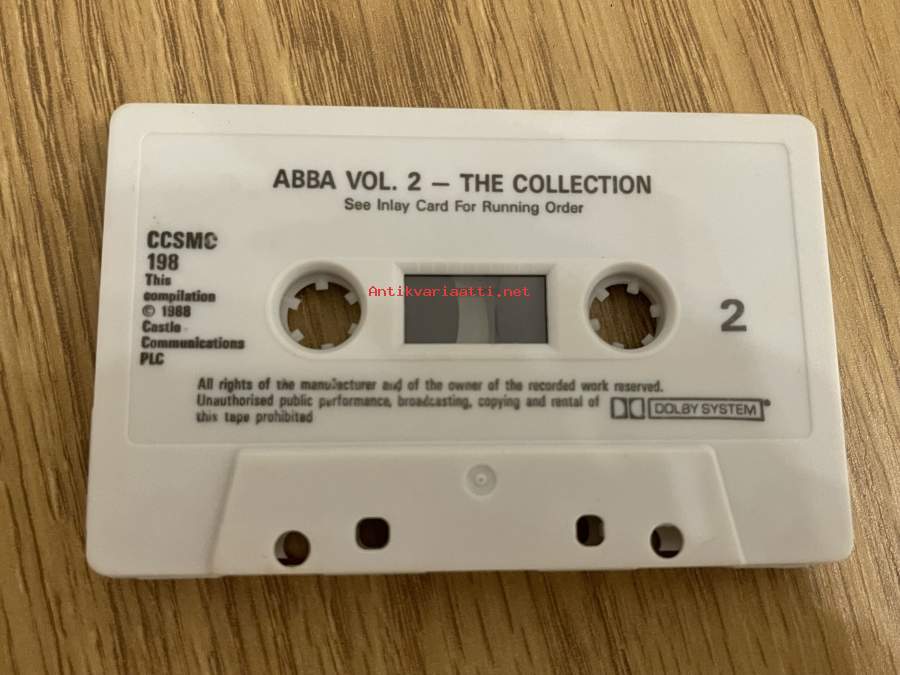 ABBA VOL. 2 – THE COLLECTION
See Inlay Card For Running Order
CCSMC
198
This
compilation
© 1988
Castle
Communications
PLC
Antikvariaatti.net
2
All rights of the manufacturer and of the owner of the recorded work reserved.
Unauthorised public performance, broadcasting, copying and rental of
this tape prohibited
DOLBY SYSTEM®